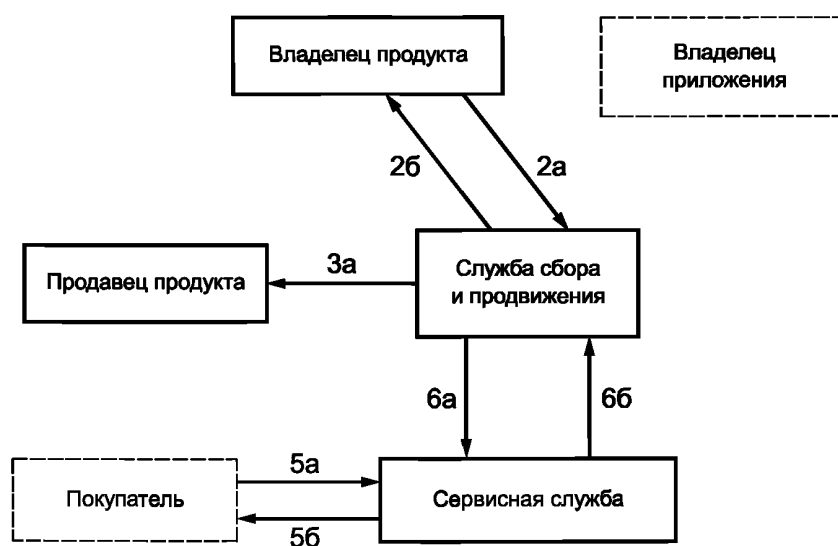 Владелец продукта
Владелец
приложения
2б
2а
Продавец продукта
3а
Служба сбора
и продвижения
6а
6б
Покупатель
5а
5б
Сервисная служба